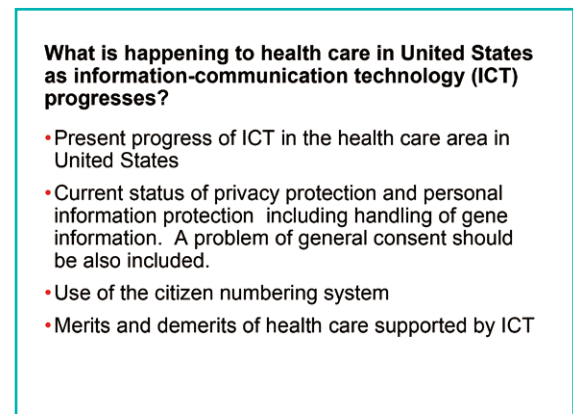 What is happening to health care in United States
as information-communication technology (ICT)
progresses?
•Present progress of ICT in the health care area in
United States
•Current status of privacy protection and personal
information protection  including handling of gene
information.  A problem of general consent should
be also included.
•Use of the citizen numbering system
•Merits and demerits of health care supported by ICT